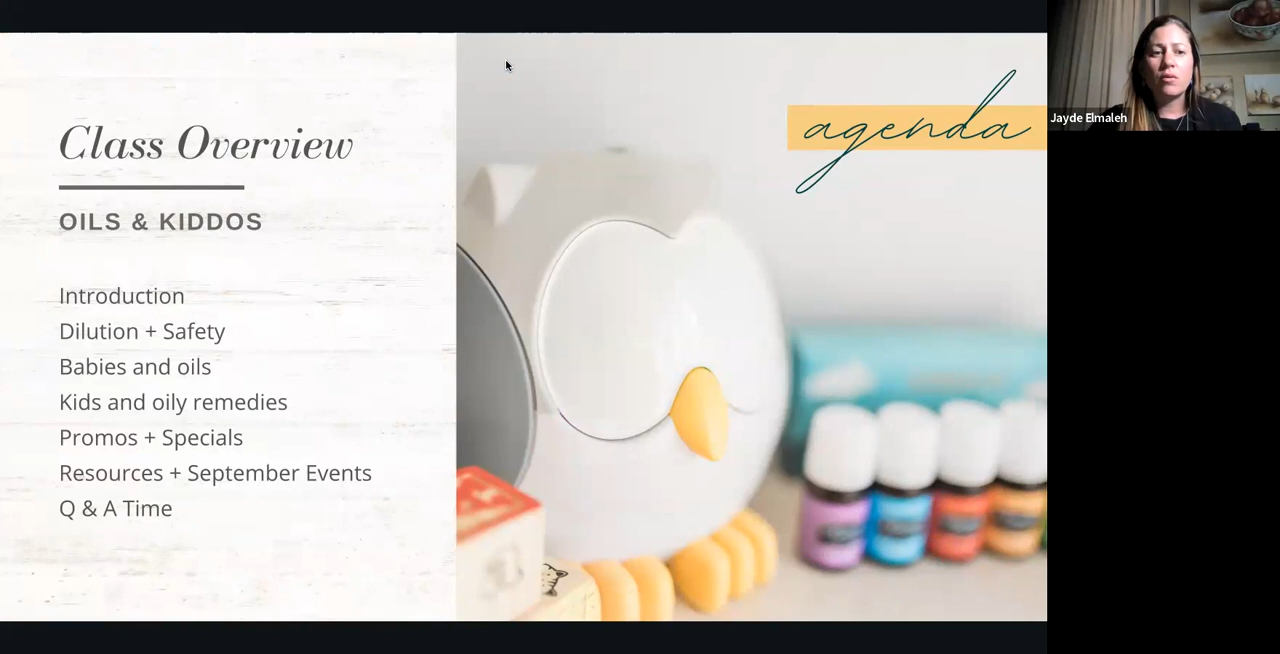 Class Overview
OILS & KIDDOS
Introduction
Dilution + Safety
Babies and oils
Kids and oily remedies
Promos + Specials
Resources + September Events
Q & A Time
agenda
Jayde Elmaleh